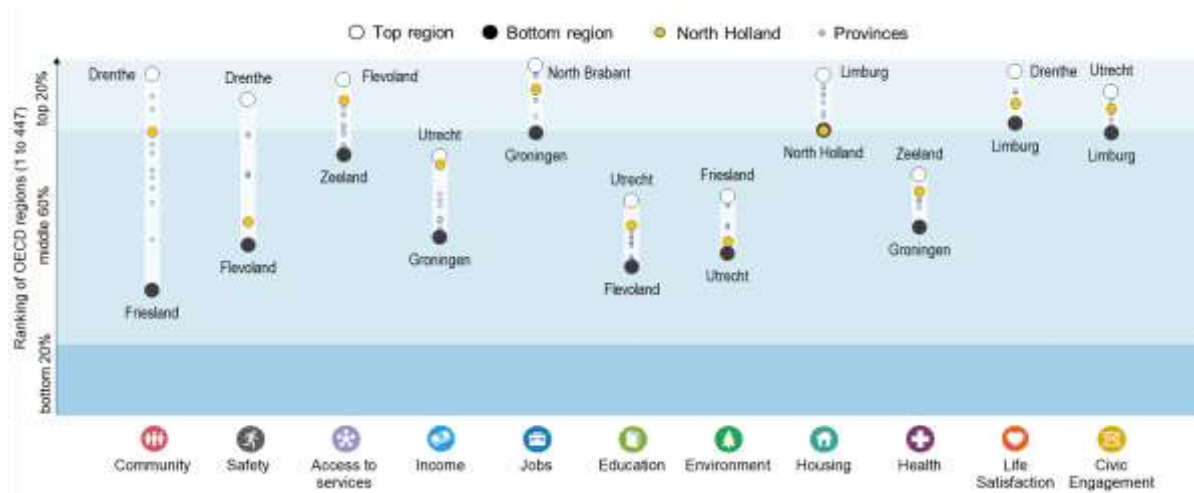 Top region Bottom region North Holland Provinces
Ranking of OECD regions (1 to 447)
top 20%
middle 60%
bottom 20%
Drenthe
Friesland
Drenthe
Flevoland
Flevoland
Zeeland
Utrecht
Groningen
North Brabant
Groningen
Utrecht
Flevoland
Friesland
Utrecht
Limburg
North Holland
Zeeland
Groningen
Drenthe
Limburg
Utrecht
Limburg
Community
Safety
Access to
services
Income
Jobs
Education
Environment
Housing
Health
Life
Satisfaction
Civic
Engagement